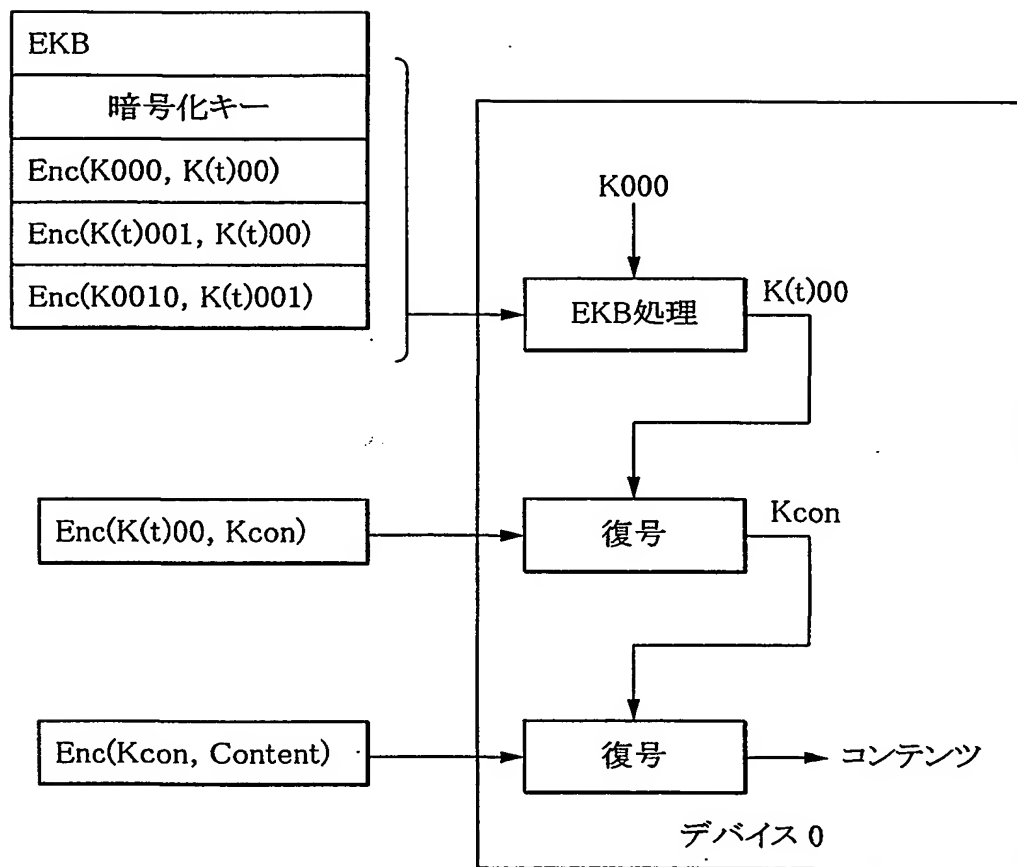 EKB
暗号化キー
Enc(K000, K(t)00)
Enc(K(t)001, K(t)00)
Enc(K0010, K(t)001)
K000
EKB処理
K(t)00
Enc(K(t)00, Kcon)
復号
Kcon
Enc(Kcon, Content)
復号
コンテンツ
デバイス 0